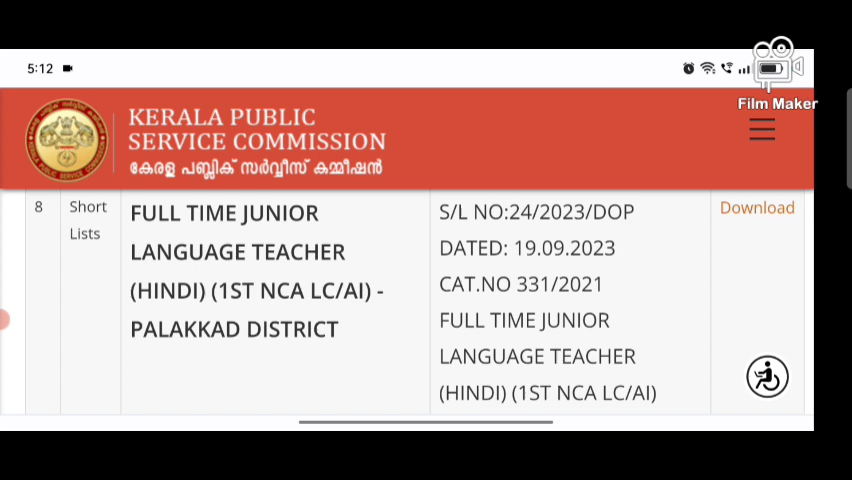 5:12
Film Maker
KERALA PUBLIC
SERVICE COMMISSION
കേരള പബ്ലിക് സർവ്വീസ് കമ്മീഷൻ
8
Short
Lists
FULL TIME JUNIOR
LANGUAGE TEACHER
(HINDI) (1ST NCA LC/AI) -
PALAKKAD DISTRICT
S/L NO:24/2023/DOP
DATED: 19.09.2023
CAT.NO 331/2021
FULL TIME JUNIOR
LANGUAGE TEACHER
(HINDI) (1ST NCA LC/AI)
Download